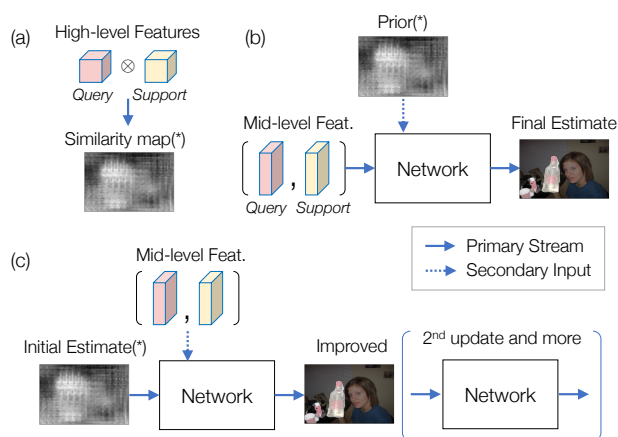 (a)
High-level Features
⊗
Query Support
Similarity map(*)
(b)
Prior(*)
Mid-level Feat.
,
Query Support
Network
Final Estimate
Primary Stream
Secondary Input
(c)
Mid-level Feat.
,
Initial Estimate(*)
Network
Improved
2nd update and more
Network